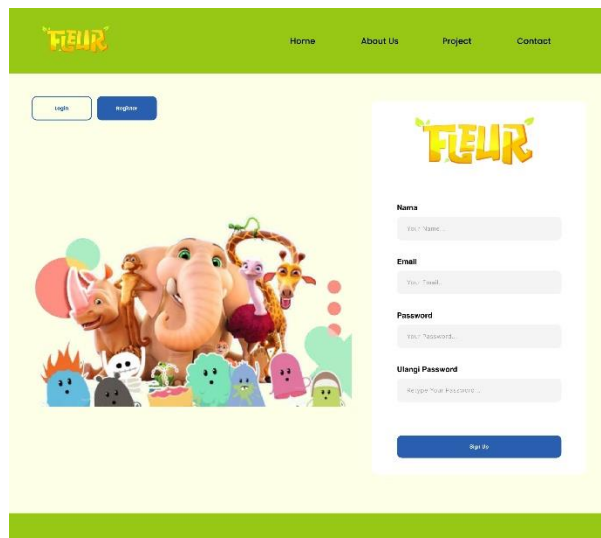 FLEUR
Home
About Us
Project
Contact
Login
Register
FLEUR
Nama
Your Name...
Email
Your Email...
Password
Your Password...
Ulangi Password
Retype Your Password...
Sign Up